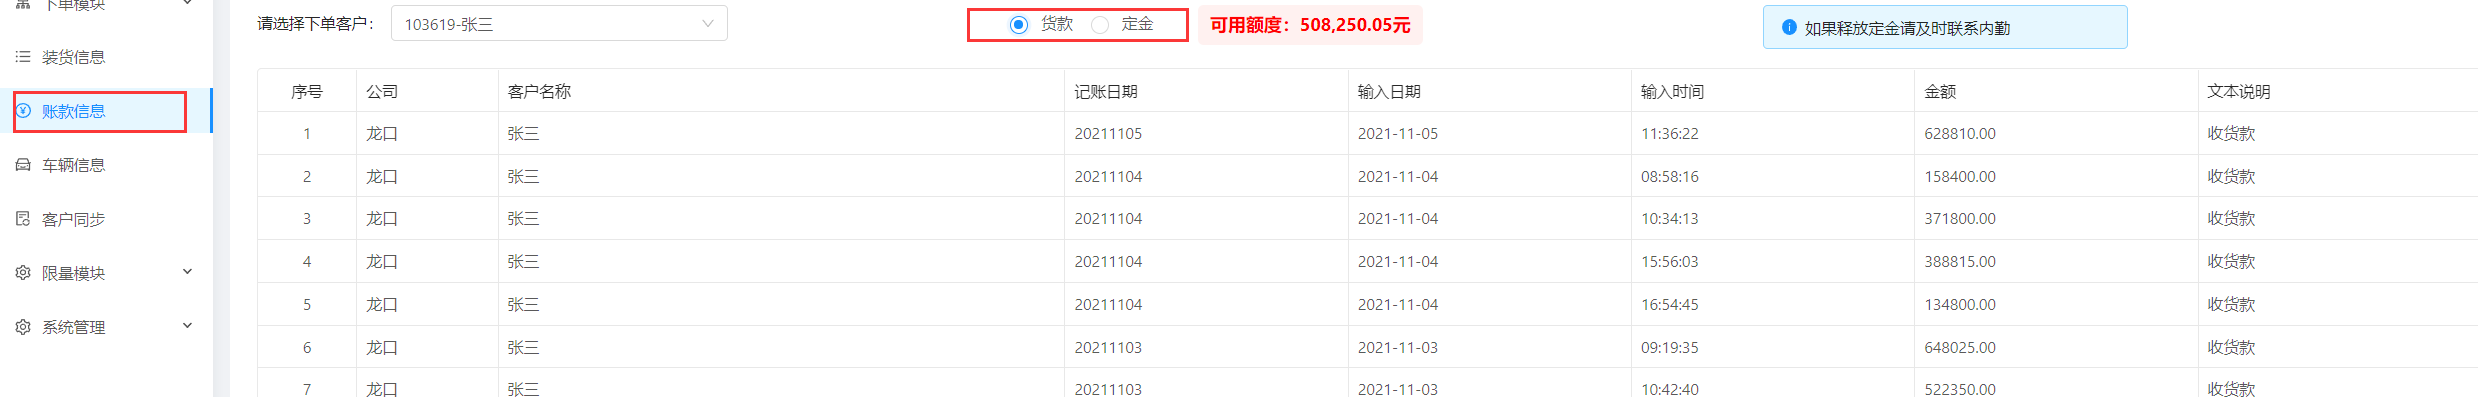 下单模块
装货信息
账款信息
车辆信息
客户同步
限量模块
系统管理
请选择下单客户： 103619-张三 货款 定金 可用额度：508,250.05元 如果释放定金请及时联系内勤
序号 公司 客户名称 记账日期 输入日期 输入时间 金额 文本说明
1 龙口 张三 20211105 2021-11-05 11:36:22 628810.00 收货款
2 龙口 张三 20211104 2021-11-04 08:58:16 158400.00 收货款
3 龙口 张三 20211104 2021-11-04 10:34:13 371800.00 收货款
4 龙口 张三 20211104 2021-11-04 15:56:03 388815.00 收货款
5 龙口 张三 20211104 2021-11-04 16:54:45 134800.00 收货款
6 龙口 张三 20211103 2021-11-03 09:19:35 648025.00 收货款
7 龙口 张三 20211103 2021-11-03 10:42:40 522350.00 收货款